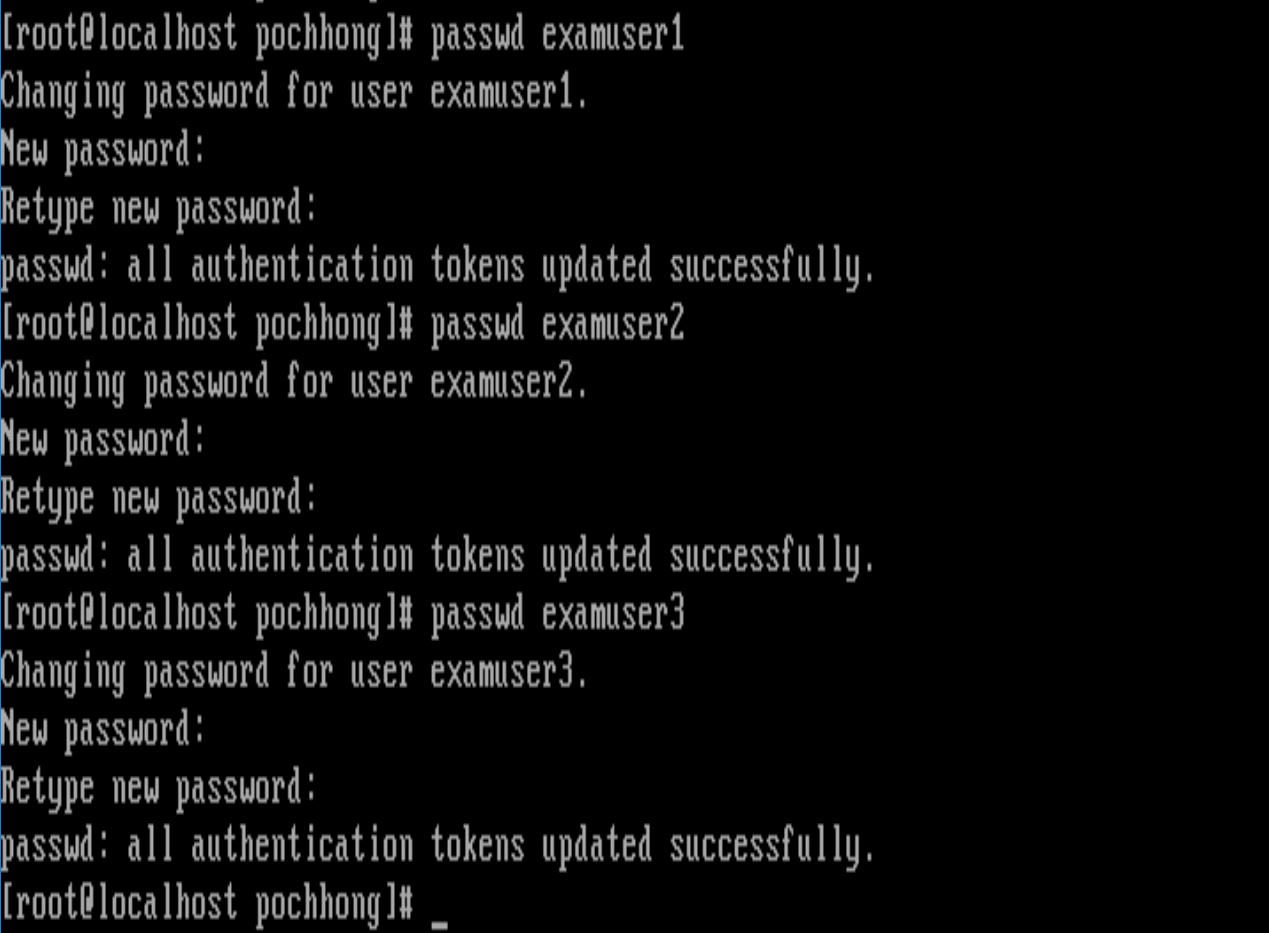 [root@localhost pochhong]# passwd examuser1
Changing password for user examuser1.
New password:
Retype new password:
passwd: all authentication tokens updated successfully.
[root@localhost pochhong]# passwd examuser2
Changing password for user examuser2.
New password:
Retype new password:
passwd: all authentication tokens updated successfully.
[root@localhost pochhong]# passwd examuser3
Changing password for user examuser3.
New password:
Retype new password:
passwd: all authentication tokens updated successfully.
[root@localhost pochhong]# _